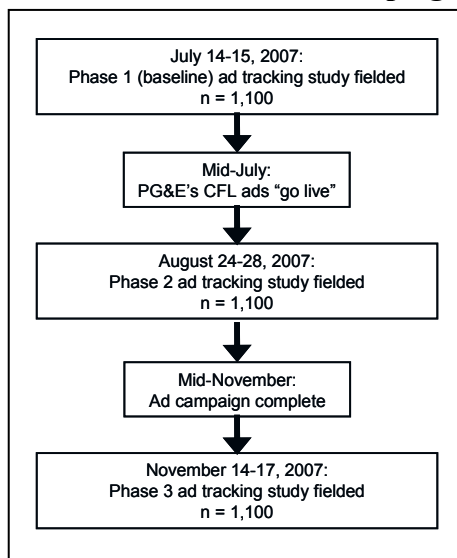 July 14-15, 2007:
Phase 1 (baseline) ad tracking study fielded
n = 1,100
Mid-July:
PG&E's CFL ads “go live”
August 24-28, 2007:
Phase 2 ad tracking study fielded
n = 1,100
Mid-November:
Ad campaign complete
November 14-17, 2007:
Phase 3 ad tracking study fielded
n = 1,100